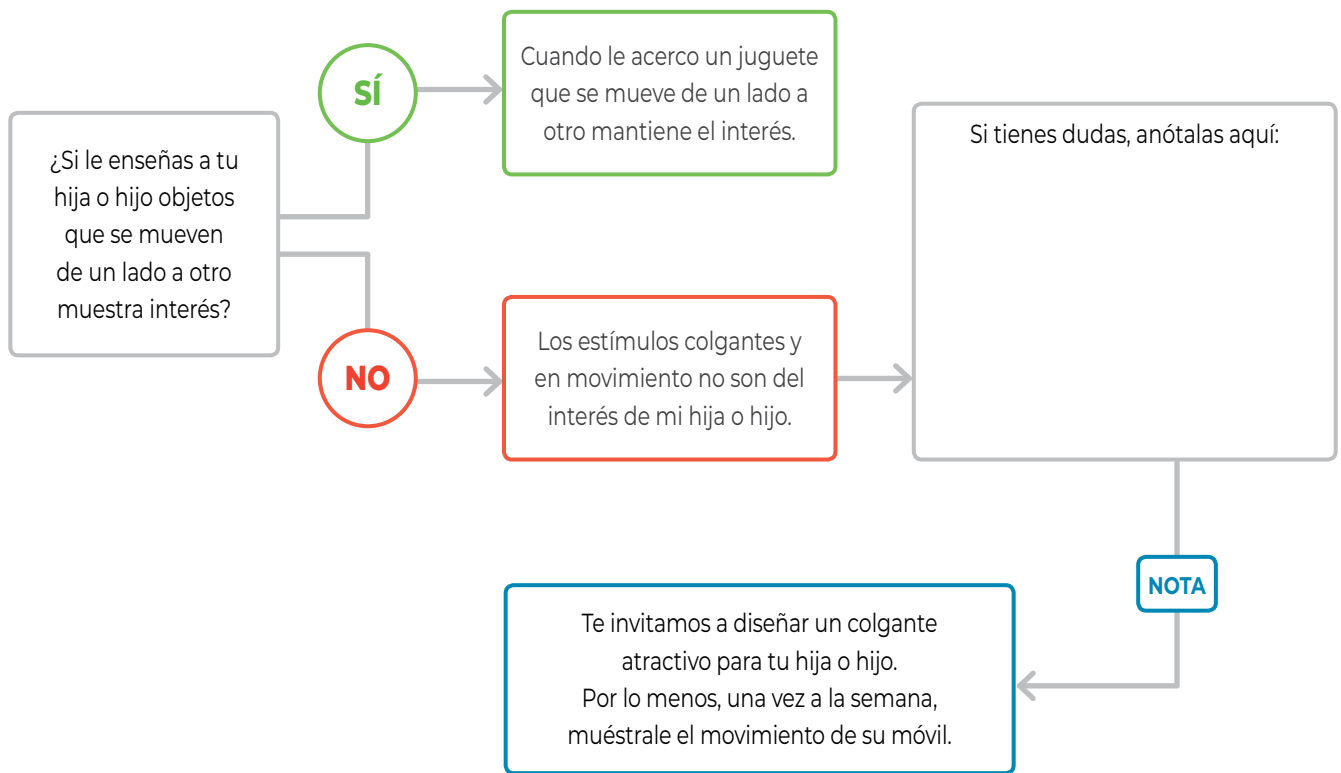 ¿Si le enseñas a tu
hija o hijo objetos
que se mueven
de un lado a otro
muestra interés?
SÍ
Cuando le acerco un juguete
que se mueve de un lado a
otro mantiene el interés.
NO
Los estímulos colgantes y
en movimiento no son del
interés de mi hija o hijo.
Si tienes dudas, anótalas aquí:
NOTA
Te invitamos a diseñar un colgante
atractivo para tu hija o hijo.
Por lo menos, una vez a la semana,
muéstrale el movimiento de su móvil.